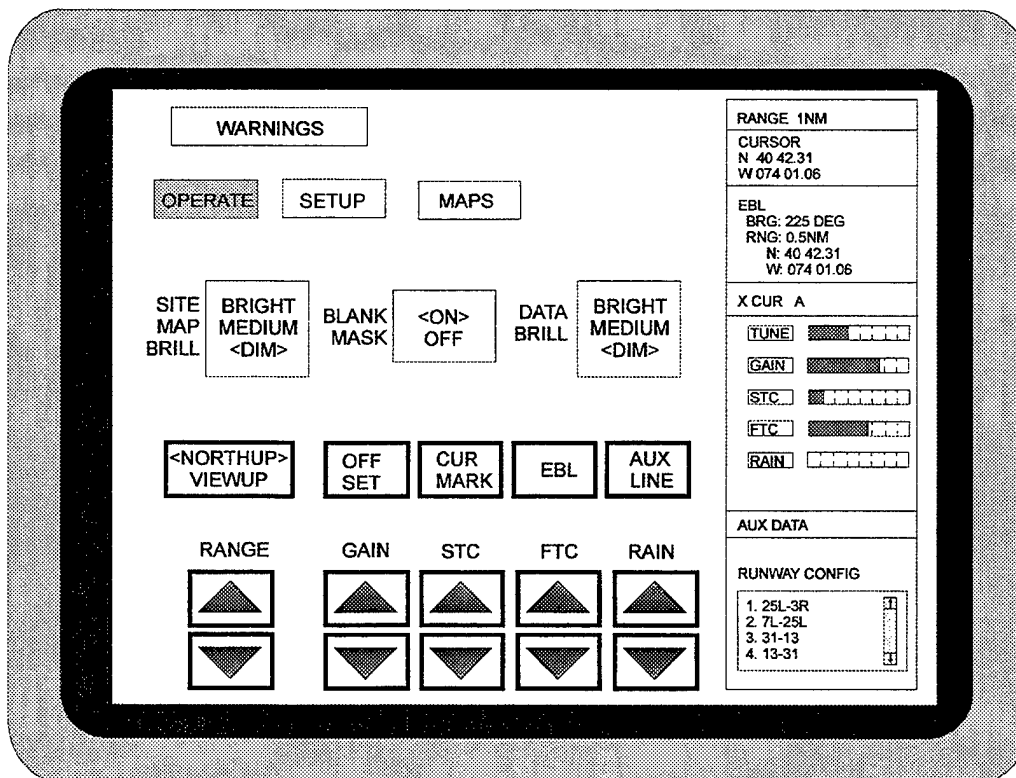 WARNINGS
OPERATE
SETUP
MAPS
SITE
MAP
BRILL
BRIGHT
MEDIUM
<DIM>
BLANK
MASK
<ON>
OFF
DATA
BRILL
BRIGHT
MEDIUM
<DIM>
<NORTHUP>
VIEWUP
OFF
SET
CUR
MARK
EBL
AUX
LINE
RANGE
GAIN
STC
FTC
RAIN
RANGE 1NM
CURSOR
N 40 42.31
W 074 01.06
EBL
BRG: 225 DEG
RNG: 0.5NM
N: 40 42.31
W: 074 01.06
X CUR A
TUNE
GAIN
STC
FTC
RAIN
AUX DATA
RUNWAY CONFIG
1. 25L-3R
2. 7L-25L
3. 31-13
4. 13-31